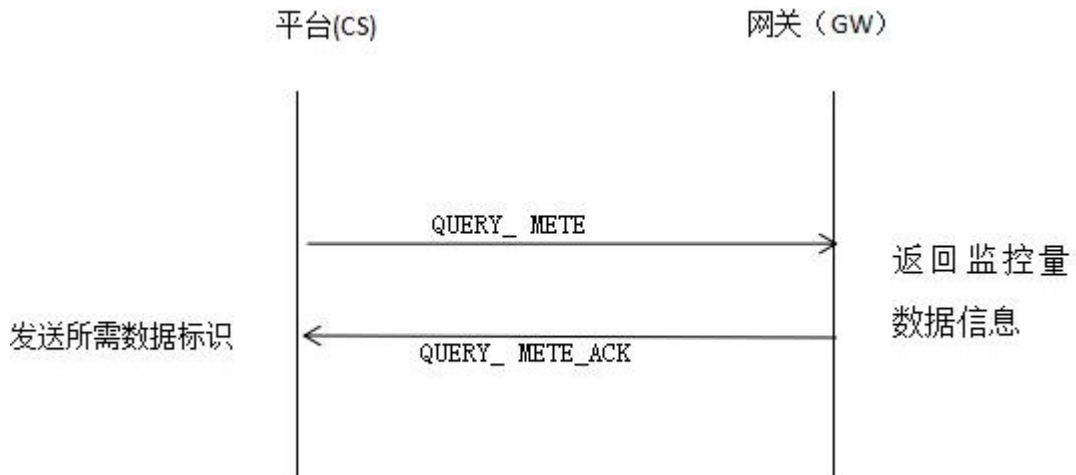 平台(CS)
网关（GW）
QUERY_ METE
返回监控量
数据信息
发送所需数据标识
QUERY_ METE_ACK